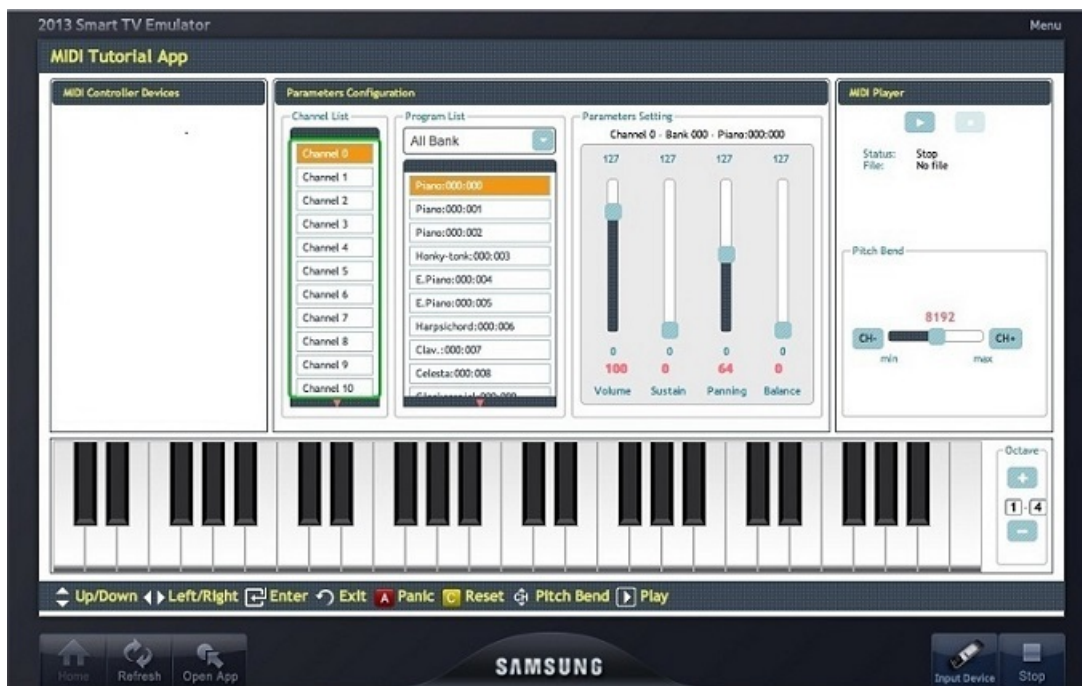 2013 Smart TV Emulator
Menu
MIDI Tutorial App
MIDI Controller Devices
Parameters Configuration
MIDI Player
Channel List
Channel 0
Channel 1
Channel 2
Channel 3
Channel 4
Channel 5
Channel 6
Channel 7
Channel 8
Channel 9
Channel 10
Program List
All Bank
Piano:000:000
Piano:000:001
Piano:000:002
Honky-tonk:000:003
E.Piano:000:004
E.Piano:000:005
Harpsichord:000:006
Clav.:000:007
Celesta:000:008
Parameters Setting
Channel 0 - Bank 000 - Piano:000:000
127 127 127 127
0 0 0 0
100 0 64 0
Volume Sustain Panning Balance
Status: Stop
File: No file
Pitch Bend
8192
CH- CH+
min max
Octave
+
1 - 4
-
Up/Down Left/Right Enter Exit A Panic C Reset Pitch Bend Play
Home Refresh Open App
SAMSUNG
Input Device Stop